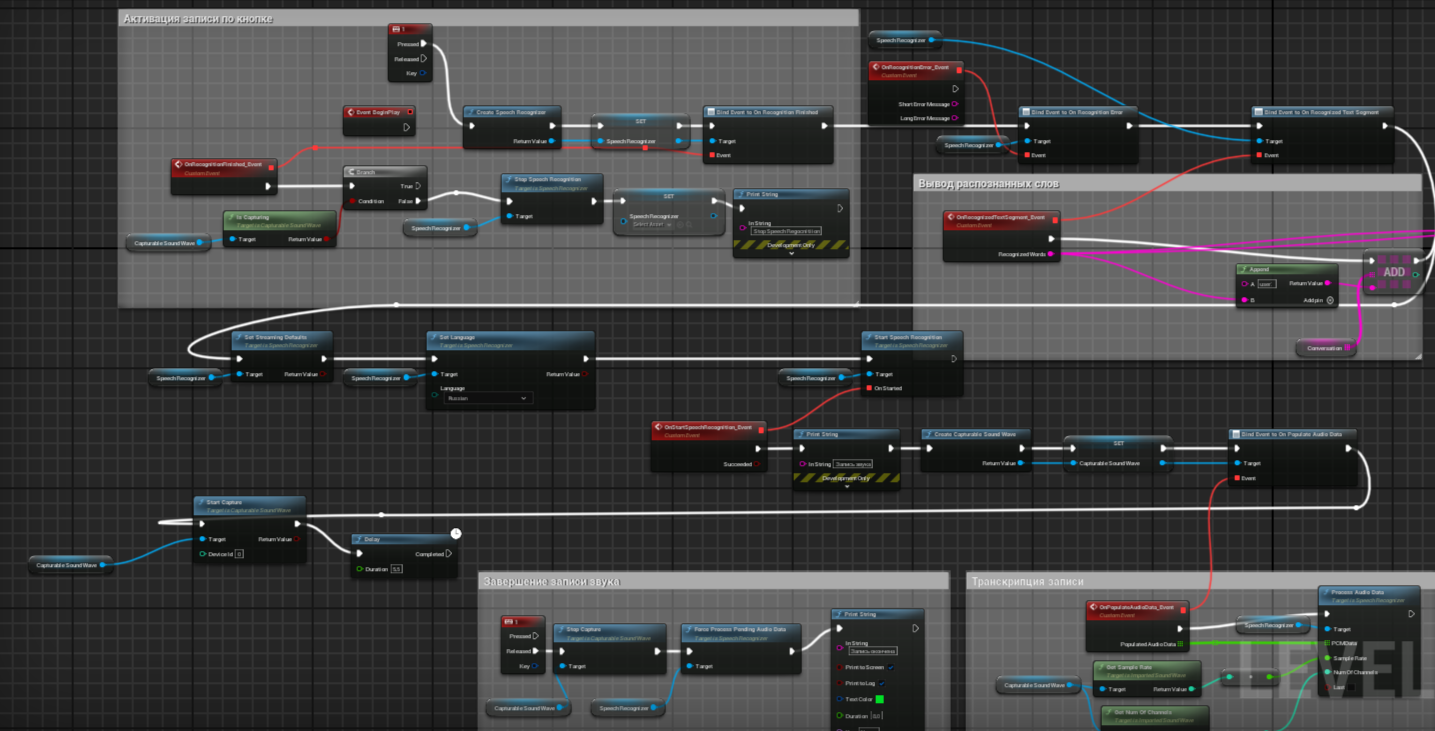 Активация записи по кнопке
1
Pressed
Released
Key
Event BeginPlay
Create Speech Recognizer
Return Value
SET
Speech Recognizer
Bind Event to On Recognition Finished
Target
Event
OnRecognitionFinished_Event
Custom Event
Branch
Condition
True
False
Is Capturing
Target is Capturable Sound Wave
Target
Return Value
Capturable Sound Wave
Stop Speech Recognition
Target is Speech Recognizer
Target
Speech Recognizer
SET
Speech Recognizer
Select Asset
Print String
In String
Stop Speech Regocnitrion
Development Only
Speech Recognizer
OnRecognitionError_Event
Custom Event
Short Error Message
Long Error Message
Speech Recognizer
Bind Event to On Recognition Error
Target
Event
Bind Event to On Recognized Text Segment
Target
Event
Вывод распознанных слов
OnRecognizedTextSegment_Event
Custom Event
Recognized Words
Append
A
user:
B
Return Value
Add pin
ADD
Conversation
Set Streaming Defaults
Target is Speech Recognizer
Target
Return Value
Speech Recognizer
Set Language
Target is Speech Recognizer
Target
Return Value
Language
Russian
Speech Recognizer
Start Speech Recognition
Target is Speech Recognizer
Target
On Started
Speech Recognizer
OnStartSpeechRecognition_Event
Custom Event
Succeeded
Print String
In String
Запись звука
Development Only
Create Capturable Sound Wave
Return Value
SET
Capturable Sound Wave
Bind Event to On Populate Audio Data
Target
Event
Start Capture
Target is Capturable Sound Wave
Target
Return Value
Device Id
0
Capturable Sound Wave
Delay
Completed
Duration
5,5
Завершение записи звука
1
Pressed
Released
Key
Stop Capture
Target is Capturable Sound Wave
Target
Capturable Sound Wave
Force Process Pending Audio Data
Target is Speech Recognizer
Target
Speech Recognizer
Print String
In String
Запись окончена
Print to Screen
Print to Log
Text Color
Duration
Транскрипция записи
OnPopulateAudioData_Event
Custom Event
Populated Audio Data
Speech Recognizer
Process Audio Data
Target is Speech Recognizer
Target
PCMData
Sample Rate
Num Of Channels
Last
Get Sample Rate
Target is Imported Sound Wave
Target
Return Value
Capturable Sound Wave
Get Num Of Channels
Target is Imported Sound Wave
LEVEL